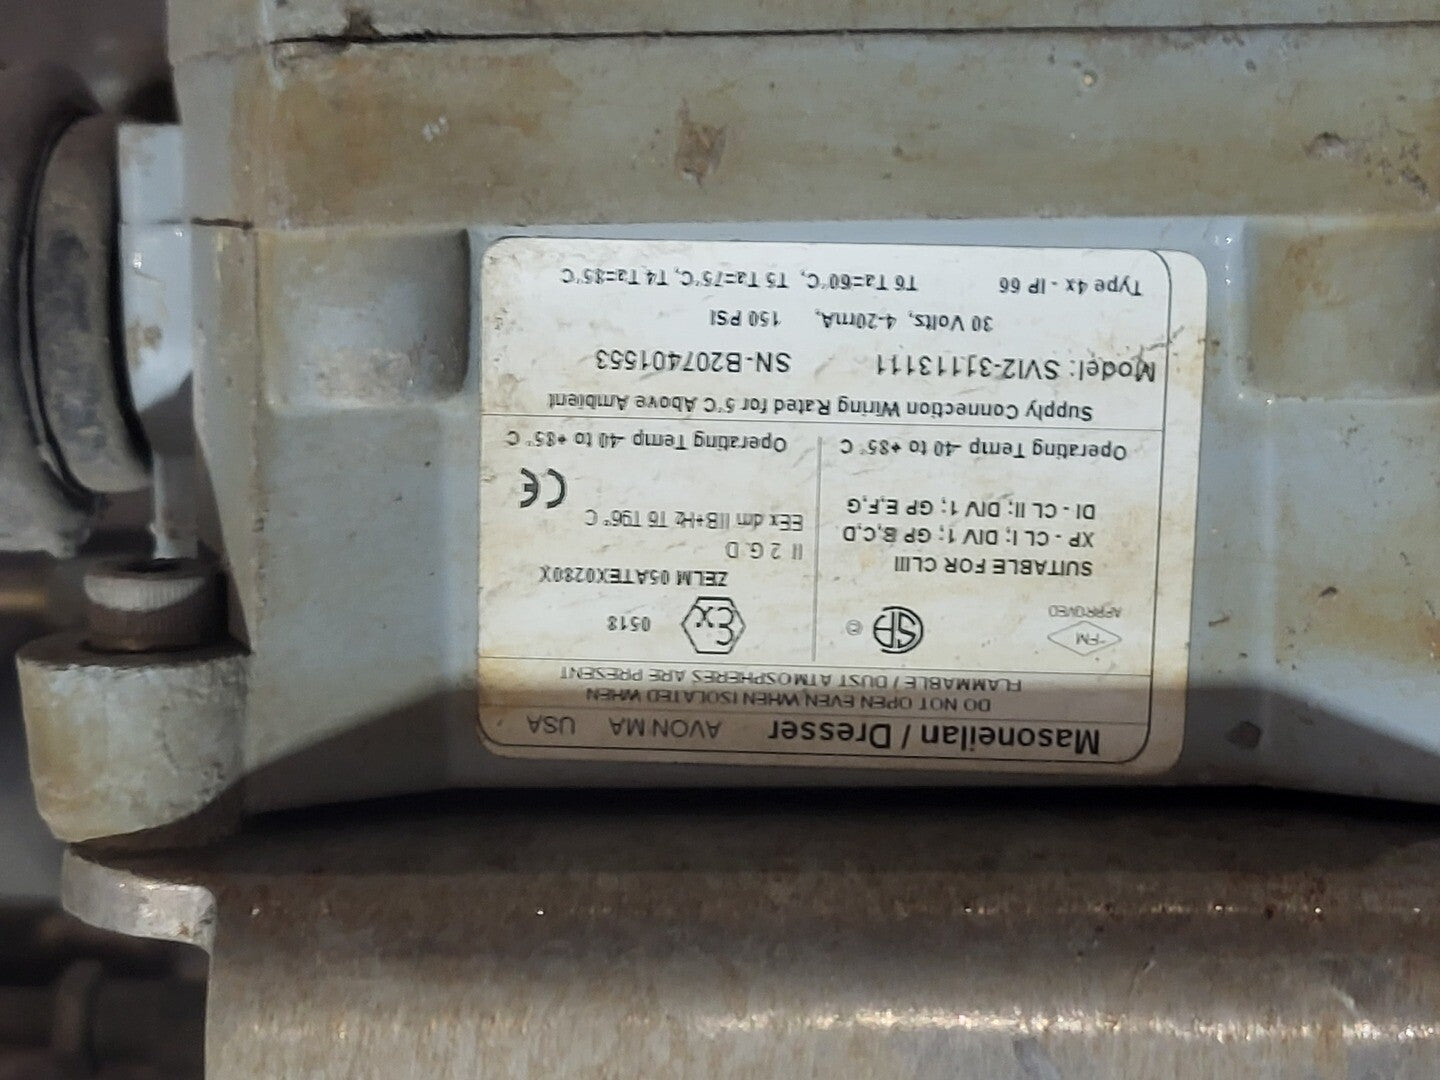 Masoneilan / Dresser AVON MA USA
DO NOT OPEN EVEN WHEN ISOLATED WHEN
FLAMMABLE / DUST ATMOSPHERES ARE PRESENT
FM
APPROVED
SA
©
SUITABLE FOR CLIII
XP - CL I; DIV 1; GP B,C,D
DI - CL II; DIV 1; GP E,F,G
Operating Temp -40 to +85° C
Ex 0518
ZELM 05ATEX0280X
II 2 G D
EEx dm IIB+H2 T6 T96° C
CE
Operating Temp -40 to +85° C
Supply Connection Wiring Rated for 5°C Above Ambient
Model: SVI2-31113111 SN-B207401553
30 Volts, 4-20mA, 150 PSI
Type 4x - IP 66 T6 Ta=60°C, T5 Ta=75°C, T4 Ta=85°C